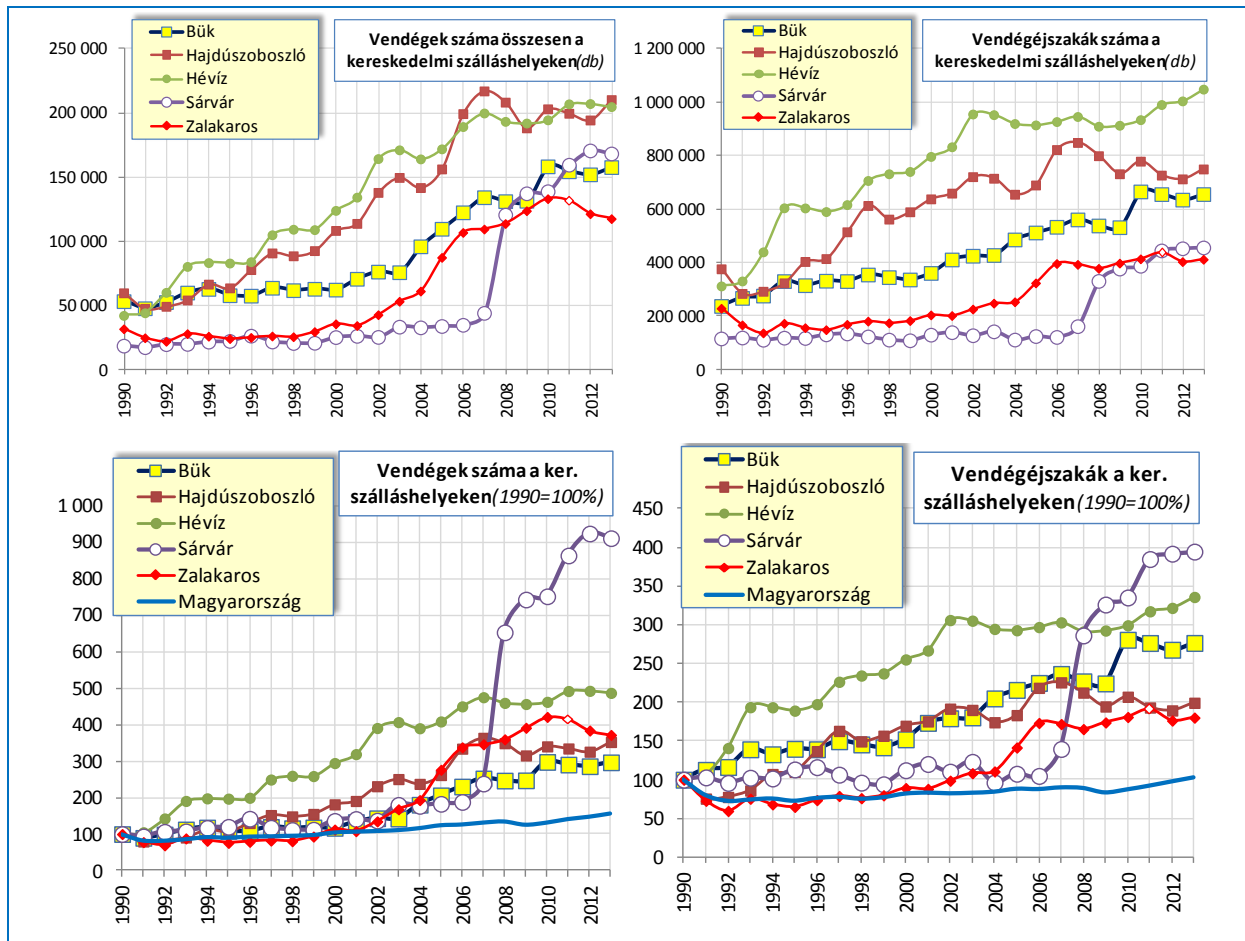 Bük
Hajdúszoboszló
Hévíz
Sárvár
Zalakaros
Vendégek száma összesen a
kereskedelmi szálláshelyeken(db)
250 000
200 000
150 000
100 000
50 000
0
1990
1992
1994
1996
1998
2000
2002
2004
2006
2008
2010
2012
Bük
Hajdúszoboszló
Hévíz
Sárvár
Zalakaros
Vendégéjszakák száma a
kereskedelmi szálláshelyeken(db)
1 200 000
1 000 000
800 000
600 000
400 000
200 000
0
1990
1992
1994
1996
1998
2000
2002
2004
2006
2008
2010
2012
Bük
Hajdúszoboszló
Hévíz
Sárvár
Zalakaros
Magyarország
Vendégek száma a ker.
szálláshelyeken(1990=100%)
1 000
900
800
700
600
500
400
300
200
100
0
1990
1992
1994
1996
1998
2000
2002
2004
2006
2008
2010
2012
Bük
Hajdúszoboszló
Hévíz
Sárvár
Zalakaros
Magyarország
Vendégéjszakák a ker.
szálláshelyeken(1990=100%)
450
400
350
300
250
200
150
100
50
0
1990
1992
1994
1996
1998
2000
2002
2004
2006
2008
2010
2012